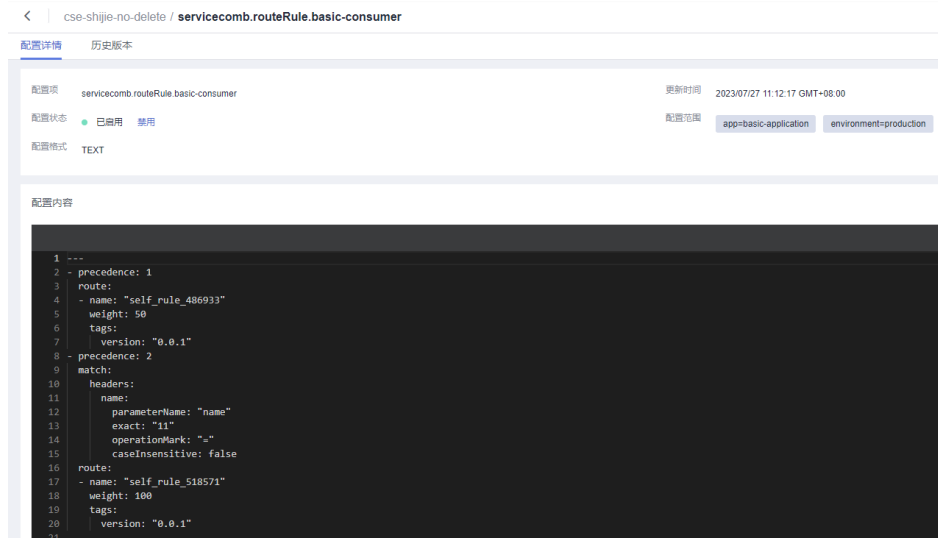 cse-shijie-no-delete / servicecomb.routeRule.basic-consumer
配置详情 历史版本
配置项 servicecomb.routeRule.basic-consumer 更新时间 2023/07/27 11:12:17 GMT+08:00
配置状态 已启用 禁用 配置范围 app=basic-application environment=production
配置格式 TEXT
配置内容
1 ---
2 - precedence: 1
3 route:
4 - name: "self_rule_486933"
5 weight: 50
6 tags:
7 version: "0.0.1"
8 - precedence: 2
9 match:
10 headers:
11 name:
12 parameterName: "name"
13 exact: "11"
14 operationMark: "="
15 caseInsensitive: false
16 route:
17 - name: "self_rule_518571"
18 weight: 100
19 tags:
20 version: "0.0.1"
21